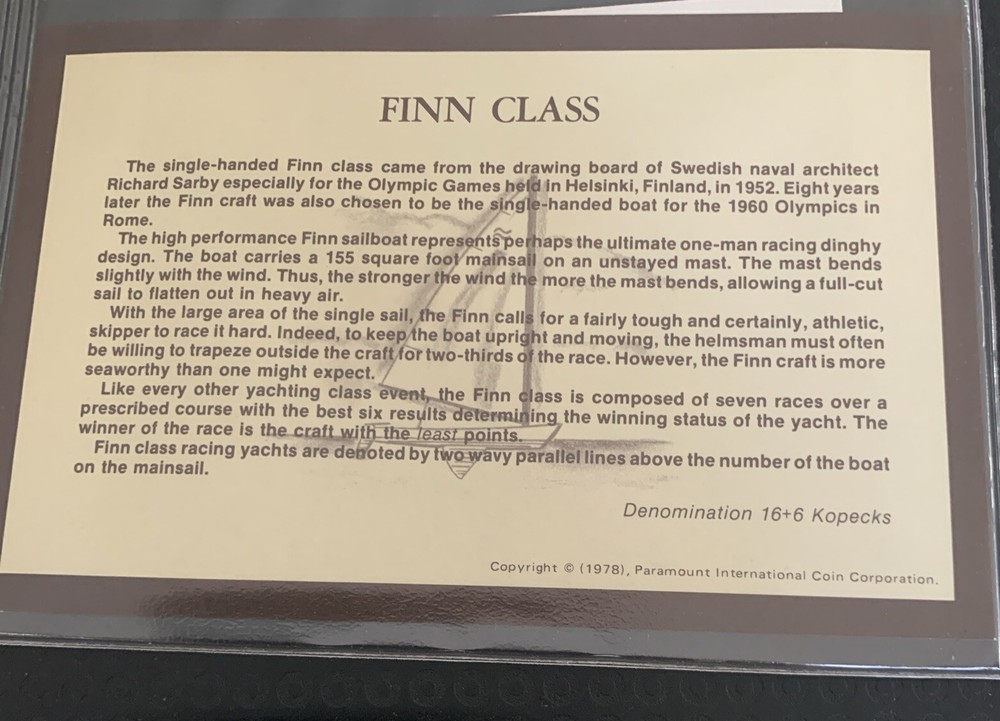 FINN CLASS
The single-handed Finn class came from the drawing board of Swedish naval architect
Richard Sarby especially for the Olympic Games held in Helsinki, Finland, in 1952. Eight years
later the Finn craft was also chosen to be the single-handed boat for the 1960 Olympics in
Rome.
The high performance Finn sailboat represents perhaps the ultimate one-man racing dinghy
design. The boat carries a 155 square foot mainsail on an unstayed mast. The mast bends
slightly with the wind. Thus, the stronger the wind the more the mast bends, allowing a full-cut
sail to flatten out in heavy air.
With the large area of the single sail, the Finn calls for a fairly tough and certainly, athletic,
skipper to race it hard. Indeed, to keep the boat upright and moving, the helmsman must often
be willing to trapeze outside the craft for two-thirds of the race. However, the Finn craft is more
seaworthy than one might expect.
Like every other yachting class event, the Finn class is composed of seven races over a
prescribed course with the best six results determining the winning status of the yacht. The
winner of the race is the craft with the least points.
Finn class racing yachts are denoted by two wavy parallel lines above the number of the boat
on the mainsail.
Denomination 16+6 Kopecks
Copyright © (1978), Paramount International Coin Corporation.